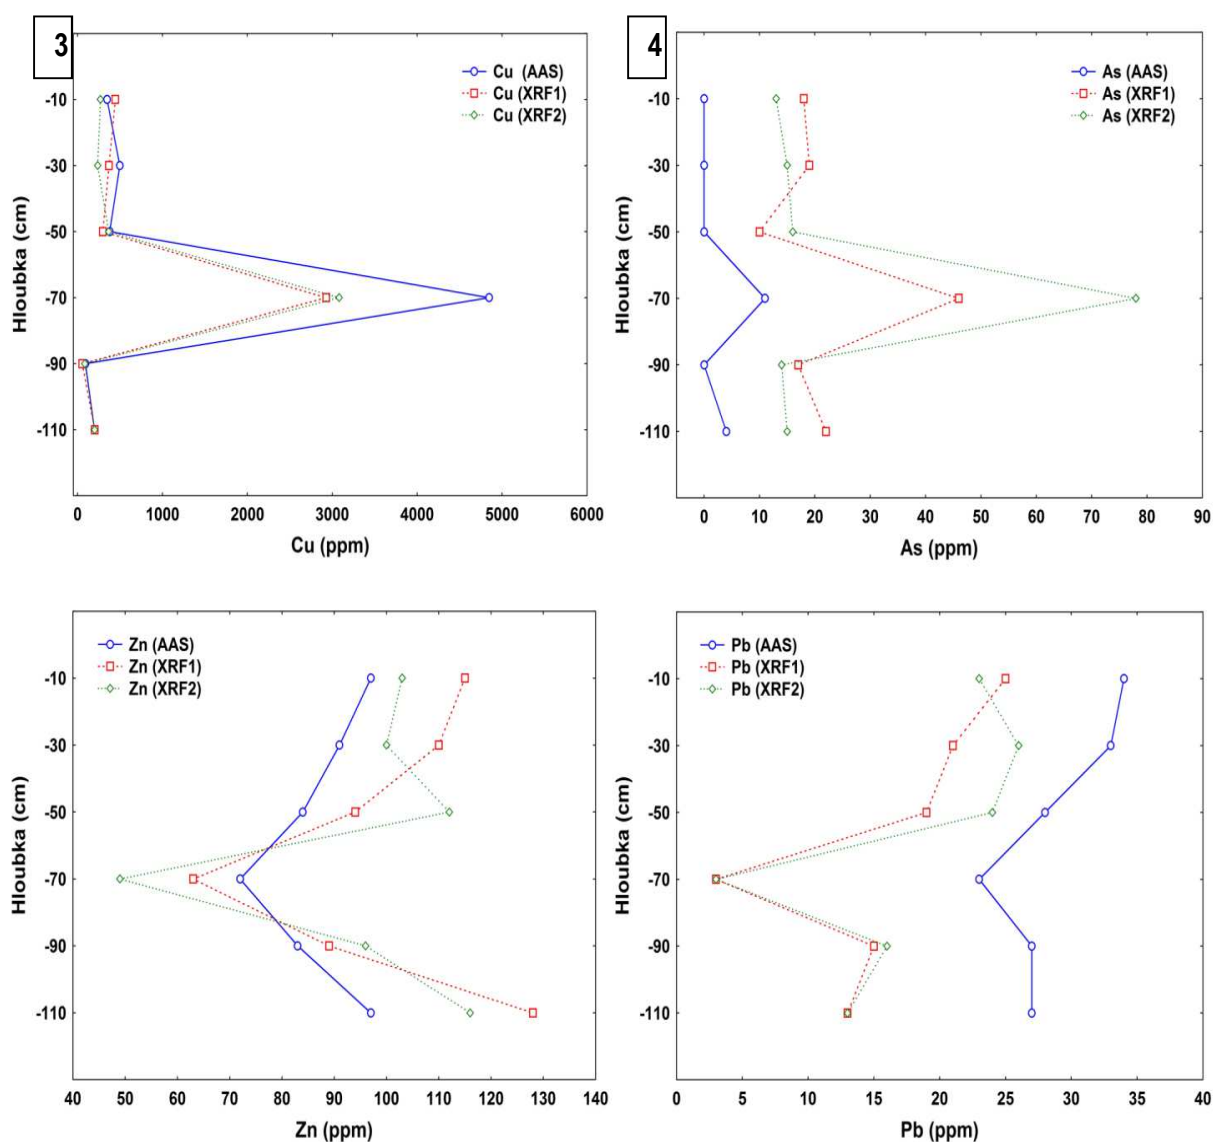 3
Cu (AAS)
Cu (XRF1)
Cu (XRF2)
Hloubka (cm)
-10
-30
-50
-70
-90
-110
0 1000 2000 3000 4000 5000 6000
Cu (ppm)
4
As (AAS)
As (XRF1)
As (XRF2)
Hloubka (cm)
-10
-30
-50
-70
-90
-110
0 10 20 30 40 50 60 70 80 90
As (ppm)
Zn (AAS)
Zn (XRF1)
Zn (XRF2)
Hloubka (cm)
-10
-30
-50
-70
-90
-110
40 50 60 70 80 90 100 110 120 130 140
Zn (ppm)
Pb (AAS)
Pb (XRF1)
Pb (XRF2)
Hloubka (cm)
-10
-30
-50
-70
-90
-110
0 5 10 15 20 25 30 35 40
Pb (ppm)